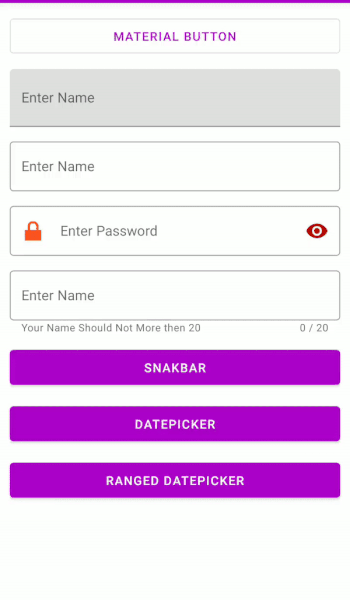 MATERIAL BUTTON
Enter Name
Enter Name
Enter Password
Enter Name
Your Name Should Not More then 20 0 / 20
SNAKBAR
DATEPICKER
RANGED DATEPICKER